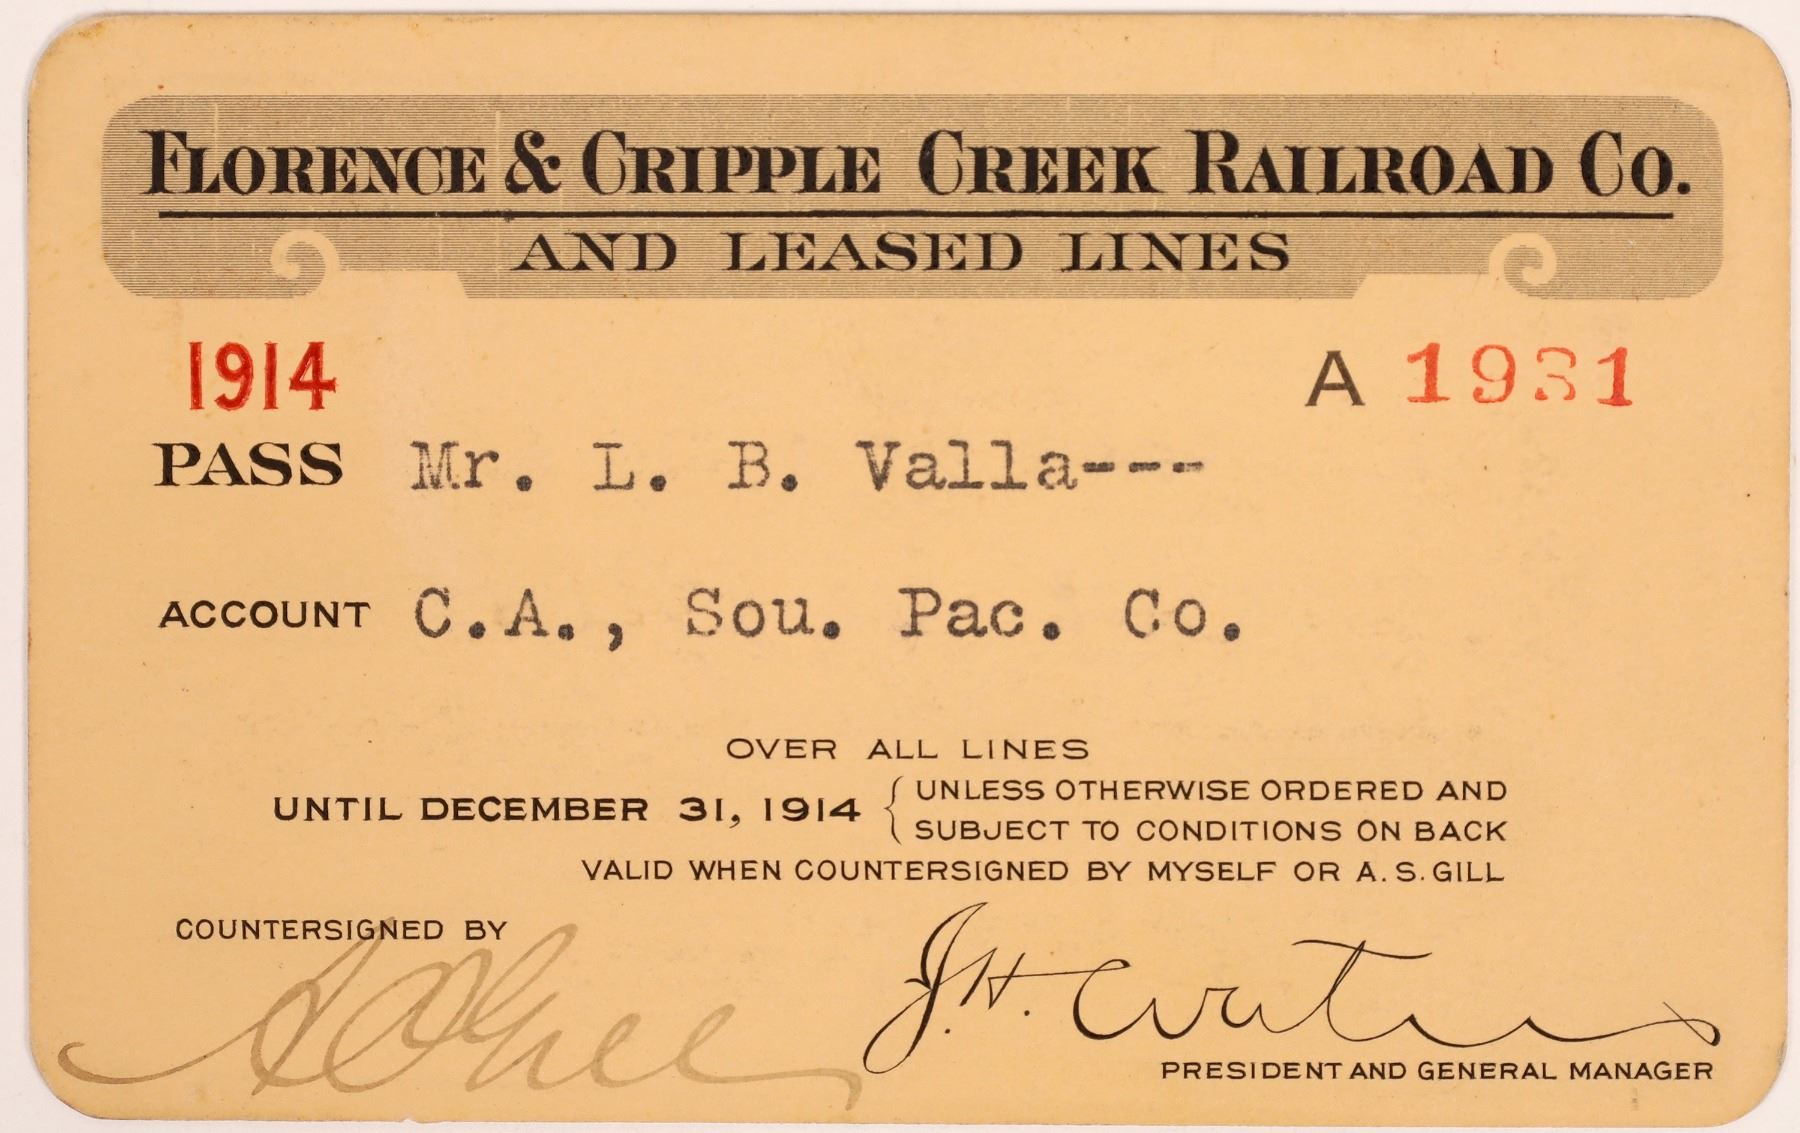 FLORENCE & CRIPPLE CREEK RAILROAD CO.
AND LEASED LINES
1914
A 1931
PASS Mr. L. B. Valla---
ACCOUNT C.A., Sou. Pac. Co.
OVER ALL LINES
UNTIL DECEMBER 31, 1914 { UNLESS OTHERWISE ORDERED AND
SUBJECT TO CONDITIONS ON BACK
VALID WHEN COUNTERSIGNED BY MYSELF OR A. S. GILL
COUNTERSIGNED BY
A S Gill
J. H. Waters
PRESIDENT AND GENERAL MANAGER